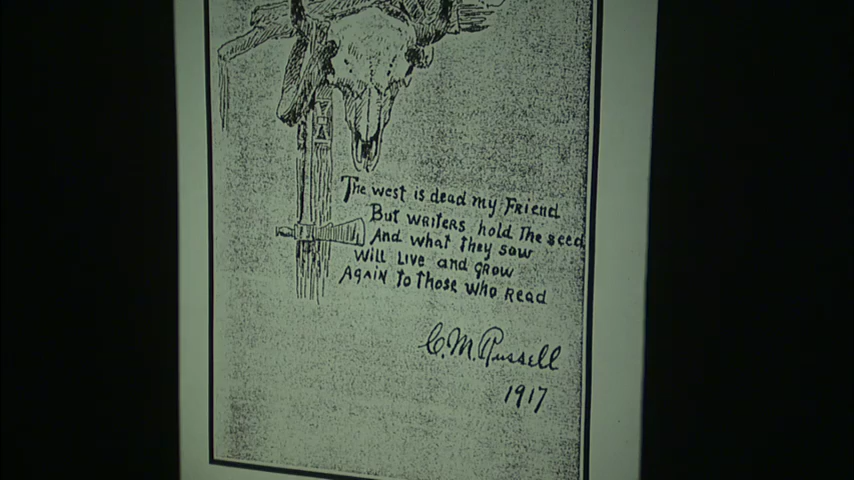 The west is dead my Friend
But writers hold the seed
And what they saw
Will live and grow
Again to those who read
C.M. Russell
1917